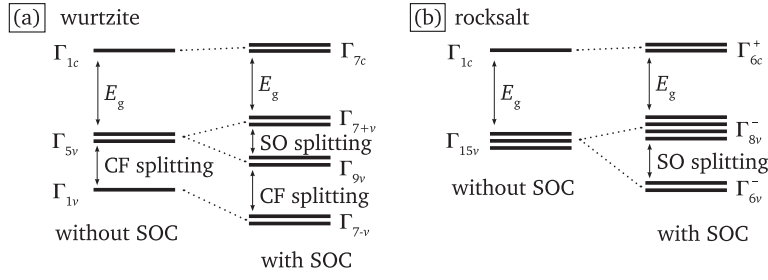 (a) wurtzite
Γ1c
Eg
Γ5v
CF splitting
Γ1v
without SOC
Γ7c
Eg
Γ7+v
SO splitting
Γ9v
CF splitting
Γ7-v
with SOC
(b) rocksalt
Γ1c
Eg
Γ15v
without SOC
Γ6c+
Eg
Γ8v−
SO splitting
Γ6v−
with SOC